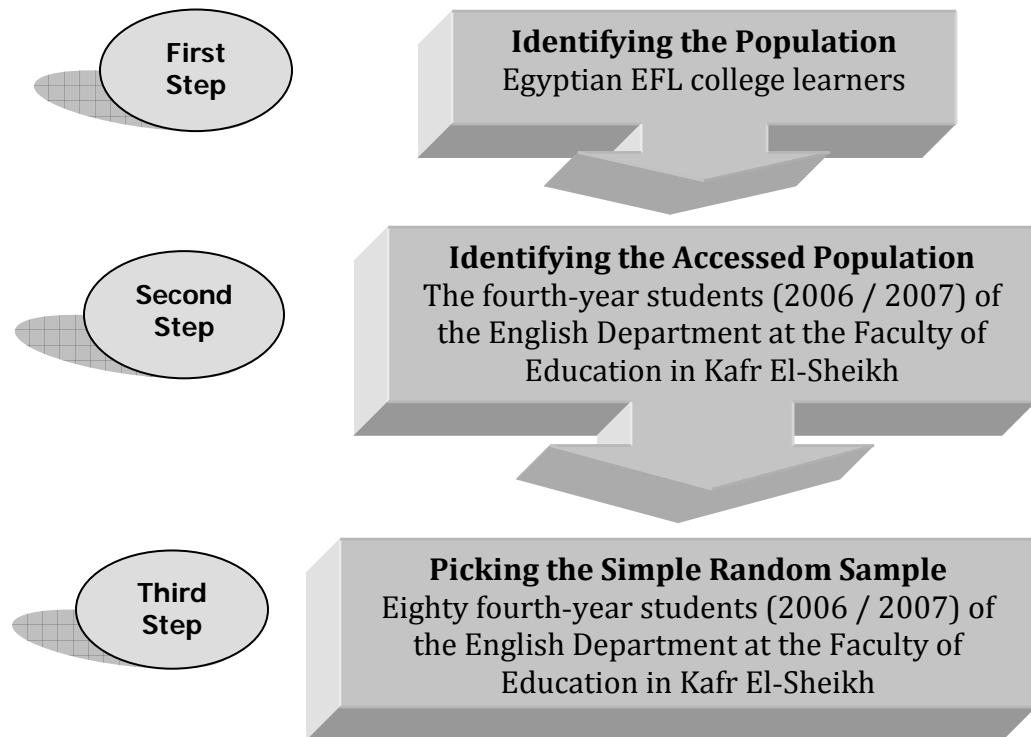 First
Step
Identifying the Population
Egyptian EFL college learners
Second
Step
Identifying the Accessed Population
The fourth-year students (2006 / 2007) of
the English Department at the Faculty of
Education in Kafr El-Sheikh
Third
Step
Picking the Simple Random Sample
Eighty fourth-year students (2006 / 2007) of
the English Department at the Faculty of
Education in Kafr El-Sheikh